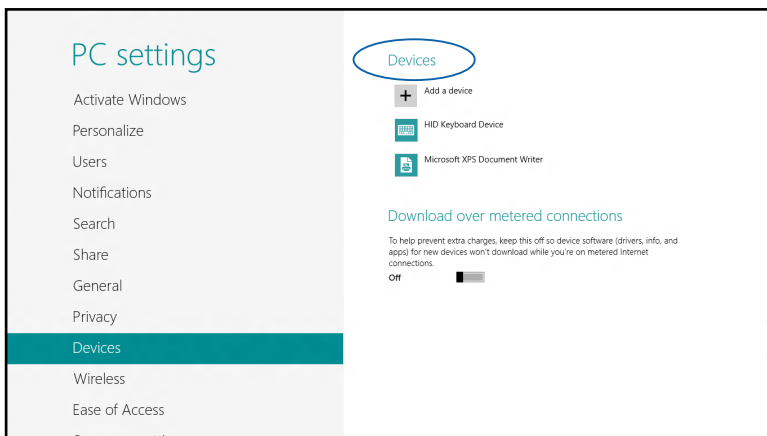 PC settings
Activate Windows
Personalize
Users
Notifications
Search
Share
General
Privacy
Devices
Wireless
Ease of Access
Devices
Add a device
HID Keyboard Device
Microsoft XPS Document Writer
Download over metered connections
To help prevent extra charges, keep this off so device software (drivers, info, and
apps) for new devices won't download while you're on metered Internet
connections.
Off